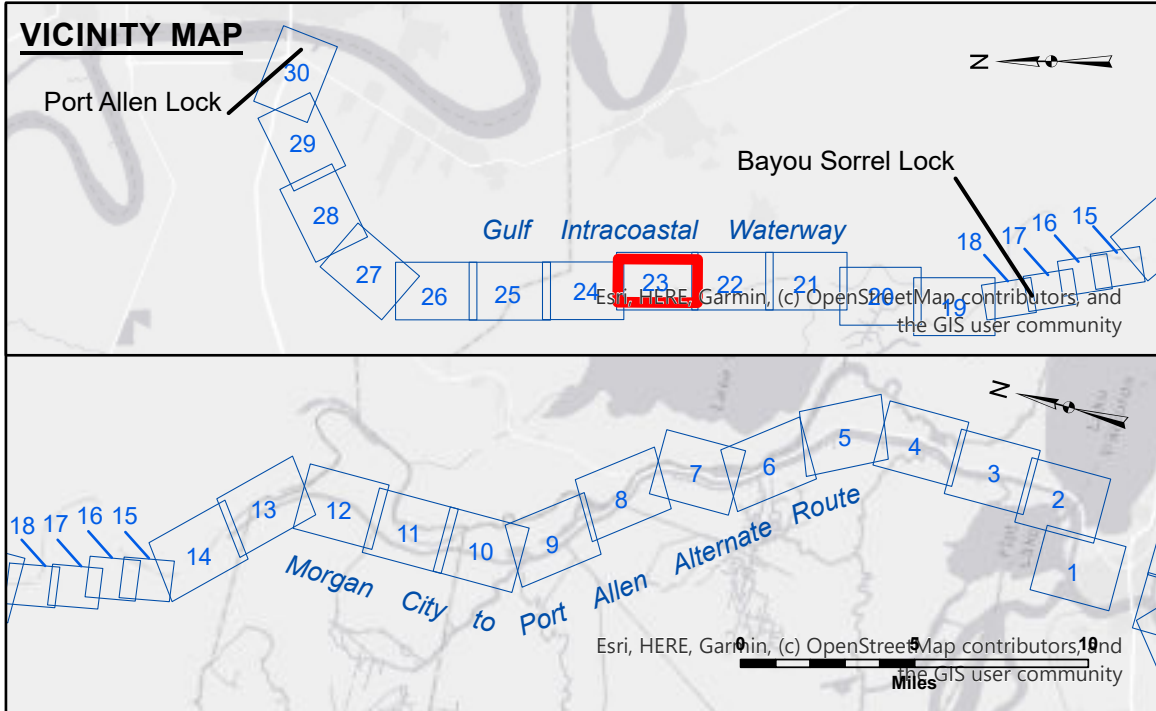 VICINITY MAP
N
30
Port Allen Lock
29
Bayou Sorrel Lock
28
Gulf Intracoastal Waterway
18
17
16
15
27
26
25
24
23
22
21
20
19
Esri, HERE, Garmin, (c) OpenStreetMap contributors, and
the GIS user community
N
5
4
3
2
1
7
6
8
9
10
11
12
13
14
18
17
16
15
Morgan City to Port Allen Alternate Route
Esri, HERE, Garmin, (c) OpenStreetMap contributors, and
the GIS user community
0 5 10
Miles